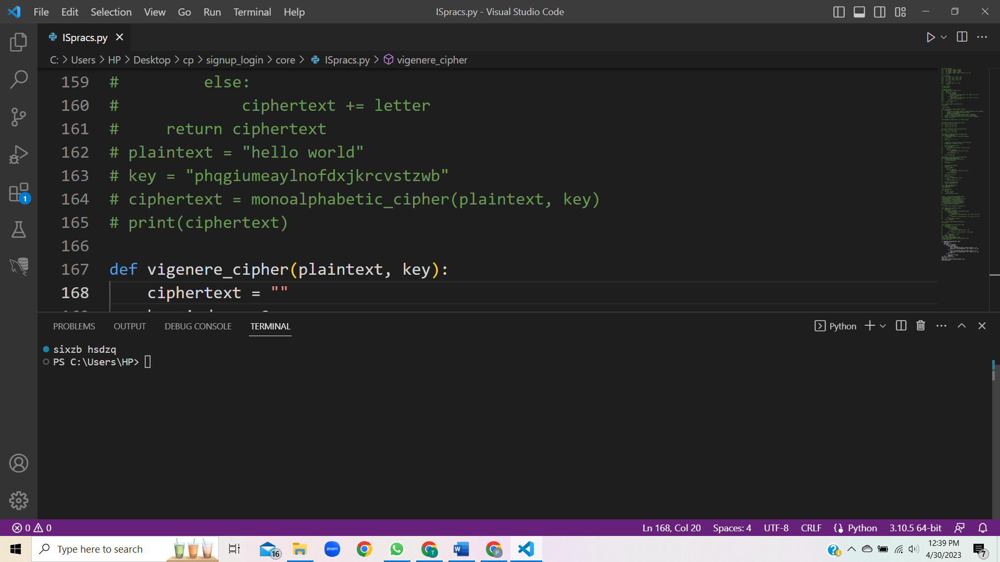 File Edit Selection View Go Run Terminal Help ISpracs.py - Visual Studio Code
ISpracs.py
C: > Users > HP > Desktop > cp > signup_login > core > ISpracs.py > vigenere_cipher
159 #         else:
160 #             ciphertext += letter
161 #     return ciphertext
162 # plaintext = "hello world"
163 # key = "phqgiumeaylnofdxjkrcvstzwb"
164 # ciphertext = monoalphabetic_cipher(plaintext, key)
165 # print(ciphertext)
166
167 def vigenere_cipher(plaintext, key):
168     ciphertext = ""
1
PROBLEMS OUTPUT DEBUG CONSOLE TERMINAL Python
sixzb hsdzq
PS C:\Users\HP>
0 0 Ln 168, Col 20 Spaces: 4 UTF-8 CRLF Python 3.10.5 64-bit
Type here to search 16 zoom T W P 12:39 PM
4/30/2023 7